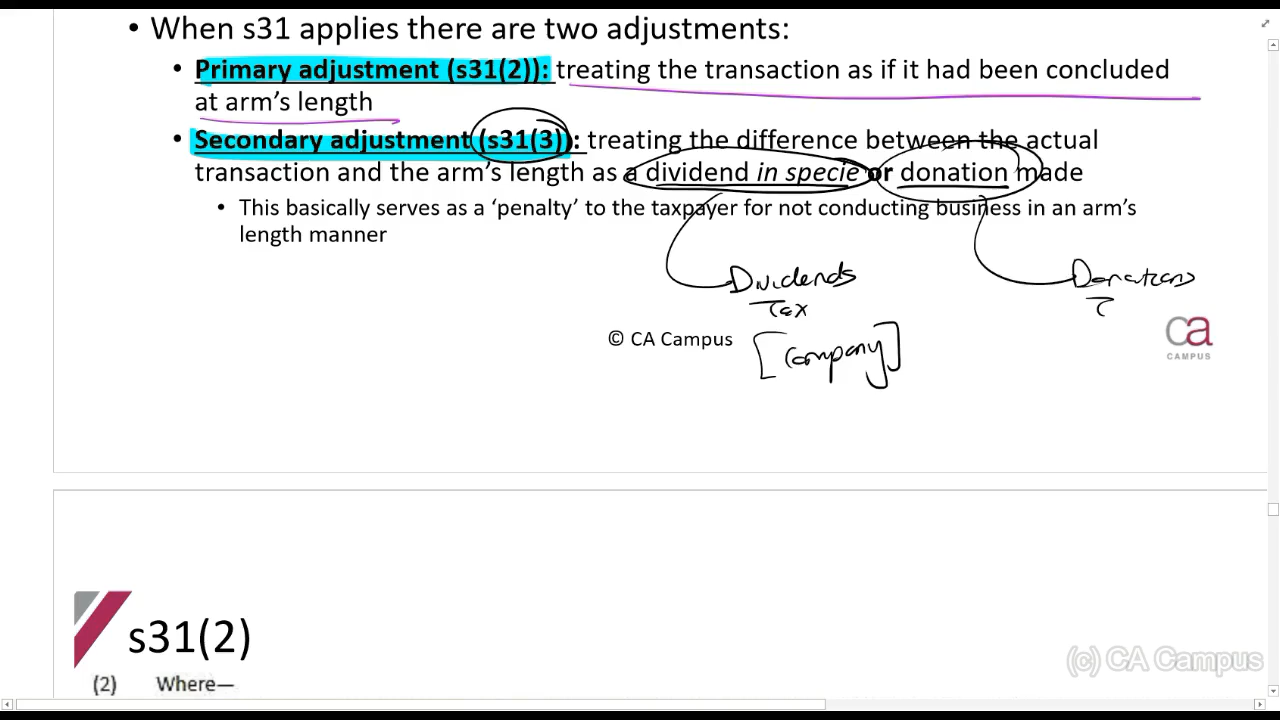 • When s31 applies there are two adjustments:
• Primary adjustment (s31(2)): treating the transaction as if it had been concluded
at arm's length
• Secondary adjustment (s31(3)): treating the difference between the actual
transaction and the arm's length as a dividend in specie or donation made
• This basically serves as a 'penalty' to the taxpayer for not conducting business in an arm's
length manner
Dividends
Tax
Donations
T
© CA Campus
[Company]
ca
CAMPUS
s31(2)
(c) CA Campus
(2) Where—